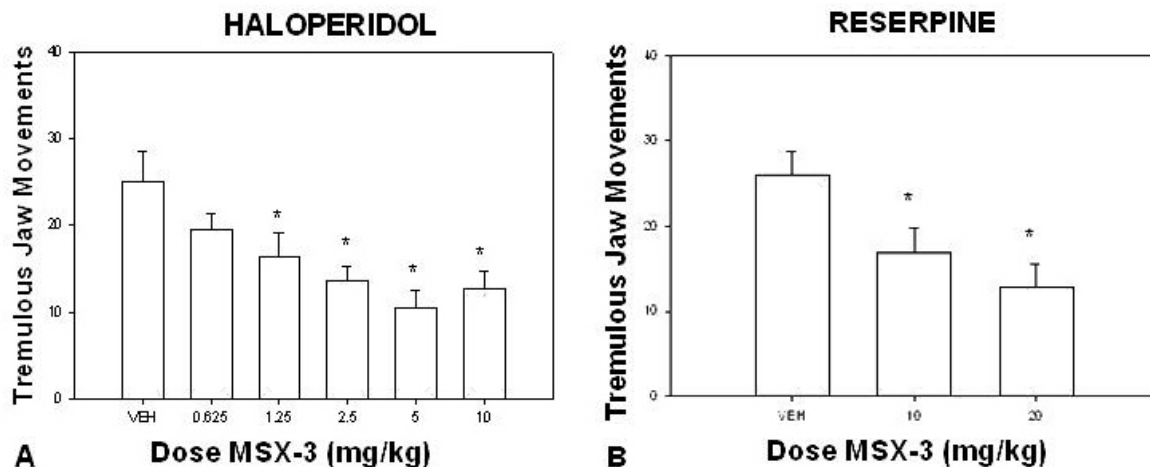 HALOPERIDOL
Tremulous Jaw Movements
40
30
20
10
0
*
*
*
*
VEH 0.625 1.25 2.5 5 10
Dose MSX-3 (mg/kg)
A
RESERPINE
Tremulous Jaw Movements
40
30
20
10
0
*
*
VEH 10 20
Dose MSX-3 (mg/kg)
B